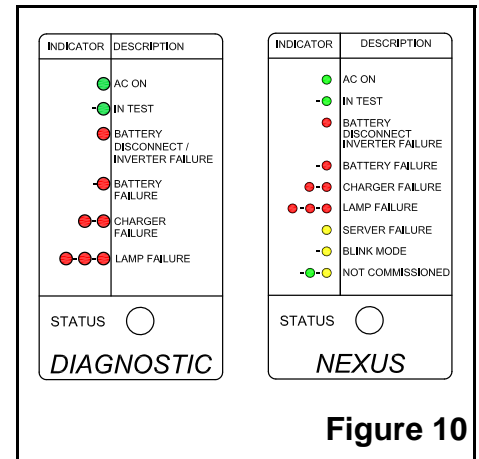 INDICATOR DESCRIPTION
AC ON
IN TEST
BATTERY
DISCONNECT /
INVERTER FAILURE
BATTERY
FAILURE
CHARGER
FAILURE
LAMP FAILURE
STATUS
DIAGNOSTIC
INDICATOR DESCRIPTION
AC ON
IN TEST
BATTERY
DISCONNECT
INVERTER FAILURE
BATTERY FAILURE
CHARGER FAILURE
LAMP FAILURE
SERVER FAILURE
BLINK MODE
NOT COMMISSIONED
STATUS
NEXUS
Figure 10